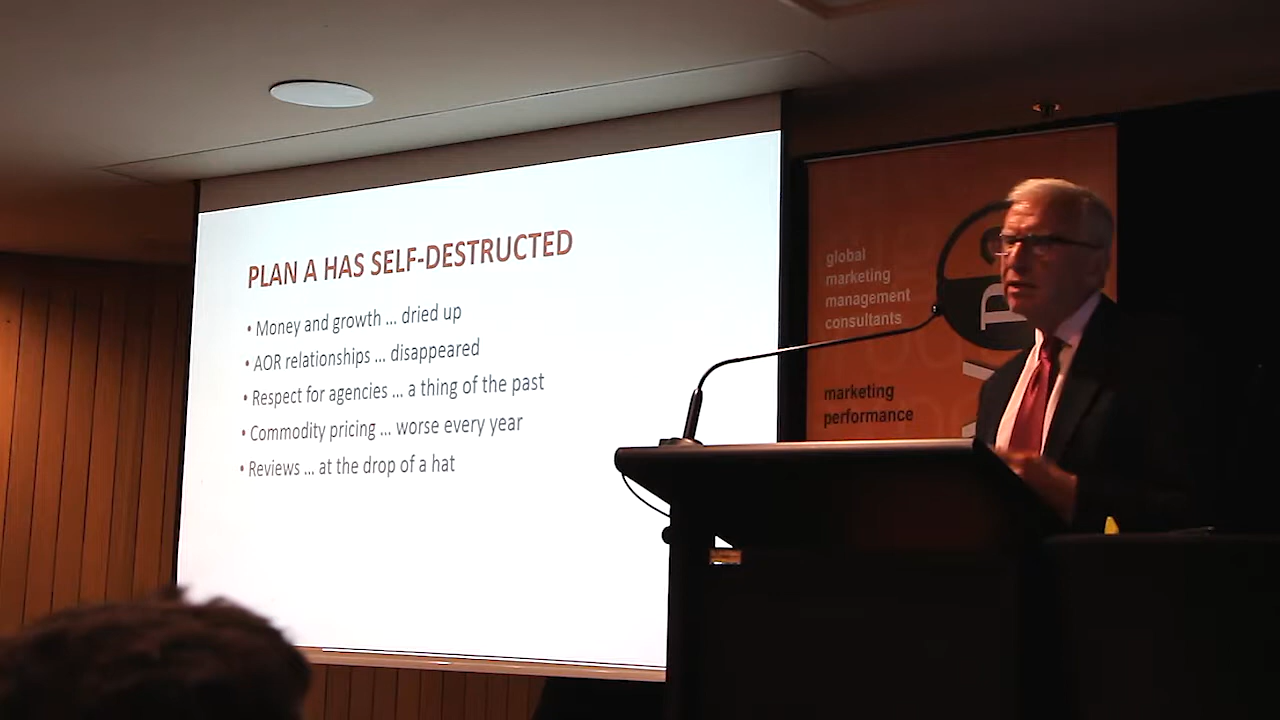 PLAN A HAS SELF-DESTRUCTED
• Money and growth ... dried up
• AOR relationships ... disappeared
• Respect for agencies ... a thing of the past
• Commodity pricing ... worse every year
• Reviews ... at the drop of a hat
global
marketing
management
consultants
marketing
performance